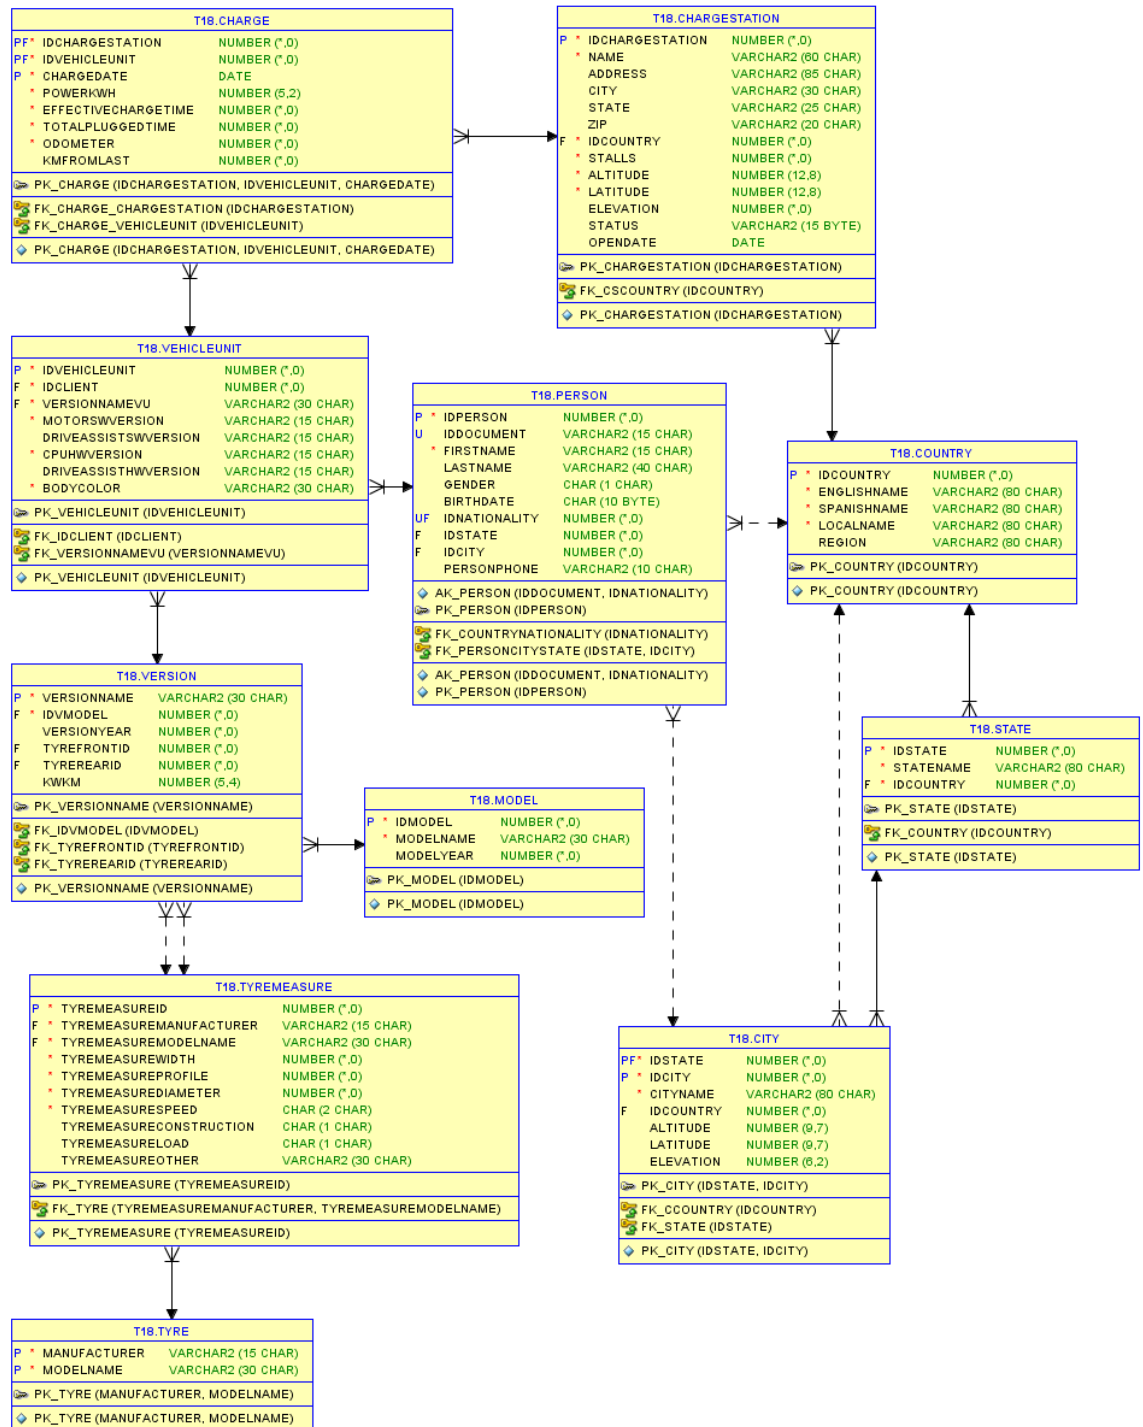 T18.CHARGE
PF* IDCHARGESTATION NUMBER (*,0)
PF* IDVEHICLEUNIT NUMBER (*,0)
P * CHARGEDATE DATE
* POWERKWH NUMBER (5,2)
* EFFECTIVECHARGETIME NUMBER (*,0)
* TOTALPLUGGEDTIME NUMBER (*,0)
* ODOMETER NUMBER (*,0)
KMFROMLAST NUMBER (*,0)
PK_CHARGE (IDCHARGESTATION, IDVEHICLEUNIT, CHARGEDATE)
FK_CHARGE_CHARGESTATION (IDCHARGESTATION)
FK_CHARGE_VEHICLEUNIT (IDVEHICLEUNIT)
PK_CHARGE (IDCHARGESTATION, IDVEHICLEUNIT, CHARGEDATE)
T18.CHARGESTATION
P * IDCHARGESTATION NUMBER (*,0)
* NAME VARCHAR2 (60 CHAR)
ADDRESS VARCHAR2 (85 CHAR)
CITY VARCHAR2 (30 CHAR)
STATE VARCHAR2 (25 CHAR)
ZIP VARCHAR2 (20 CHAR)
F * IDCOUNTRY NUMBER (*,0)
* STALLS NUMBER (*,0)
* ALTITUDE NUMBER (12,8)
* LATITUDE NUMBER (12,8)
ELEVATION NUMBER (*,0)
STATUS VARCHAR2 (15 BYTE)
OPENDATE DATE
PK_CHARGESTATION (IDCHARGESTATION)
FK_CSCOUNTRY (IDCOUNTRY)
PK_CHARGESTATION (IDCHARGESTATION)
T18.VEHICLEUNIT
P * IDVEHICLEUNIT NUMBER (*,0)
F * IDCLIENT NUMBER (*,0)
F * VERSIONNAMEVU VARCHAR2 (30 CHAR)
* MOTORSWVERSION VARCHAR2 (15 CHAR)
DRIVEASSISTSWVERSION VARCHAR2 (15 CHAR)
* CPUHWVERSION VARCHAR2 (15 CHAR)
DRIVEASSISTHWVERSION VARCHAR2 (15 CHAR)
* BODYCOLOR VARCHAR2 (30 CHAR)
PK_VEHICLEUNIT (IDVEHICLEUNIT)
FK_IDCLIENT (IDCLIENT)
FK_VERSIONNAMEVU (VERSIONNAMEVU)
PK_VEHICLEUNIT (IDVEHICLEUNIT)
T18.PERSON
P * IDPERSON NUMBER (*,0)
U IDDOCUMENT VARCHAR2 (15 CHAR)
* FIRSTNAME VARCHAR2 (15 CHAR)
LASTNAME VARCHAR2 (40 CHAR)
GENDER CHAR (1 CHAR)
BIRTHDATE CHAR (10 BYTE)
UF IDNATIONALITY NUMBER (*,0)
F IDSTATE NUMBER (*,0)
F IDCITY NUMBER (*,0)
PERSONPHONE VARCHAR2 (10 CHAR)
AK_PERSON (IDDOCUMENT, IDNATIONALITY)
PK_PERSON (IDPERSON)
FK_COUNTRYNATIONALITY (IDNATIONALITY)
FK_PERSONCITYSTATE (IDSTATE, IDCITY)
AK_PERSON (IDDOCUMENT, IDNATIONALITY)
PK_PERSON (IDPERSON)
T18.COUNTRY
P * IDCOUNTRY NUMBER (*,0)
* ENGLISHNAME VARCHAR2 (80 CHAR)
* SPANISHNAME VARCHAR2 (80 CHAR)
* LOCALNAME VARCHAR2 (80 CHAR)
REGION VARCHAR2 (80 CHAR)
PK_COUNTRY (IDCOUNTRY)
PK_COUNTRY (IDCOUNTRY)
T18.VERSION
P * VERSIONNAME VARCHAR2 (30 CHAR)
F * IDVMODEL NUMBER (*,0)
VERSIONYEAR NUMBER (*,0)
F TYREFRONTID NUMBER (*,0)
F TYREREARID NUMBER (*,0)
KWKM NUMBER (5,4)
PK_VERSIONNAME (VERSIONNAME)
FK_IDVMODEL (IDVMODEL)
FK_TYREFRONTID (TYREFRONTID)
FK_TYREREARID (TYREREARID)
PK_VERSIONNAME (VERSIONNAME)
T18.MODEL
P * IDMODEL NUMBER (*,0)
* MODELNAME VARCHAR2 (30 CHAR)
MODELYEAR NUMBER (*,0)
PK_MODEL (IDMODEL)
PK_MODEL (IDMODEL)
T18.STATE
P * IDSTATE NUMBER (*,0)
* STATENAME VARCHAR2 (80 CHAR)
F * IDCOUNTRY NUMBER (*,0)
PK_STATE (IDSTATE)
FK_COUNTRY (IDCOUNTRY)
PK_STATE (IDSTATE)
T18.TYREMEASURE
P * TYREMEASUREID NUMBER (*,0)
F * TYREMEASUREMANUFACTURER VARCHAR2 (15 CHAR)
F * TYREMEASUREMODELNAME VARCHAR2 (30 CHAR)
* TYREMEASUREWIDTH NUMBER (*,0)
* TYREMEASUREPROFILE NUMBER (*,0)
* TYREMEASUREDIAMETER NUMBER (*,0)
* TYREMEASURESPEED CHAR (2 CHAR)
TYREMEASURECONSTRUCTION CHAR (1 CHAR)
TYREMEASURELOAD CHAR (1 CHAR)
TYREMEASUREOTHER VARCHAR2 (30 CHAR)
PK_TYREMEASURE (TYREMEASUREID)
FK_TYRE (TYREMEASUREMANUFACTURER, TYREMEASUREMODELNAME)
PK_TYREMEASURE (TYREMEASUREID)
T18.CITY
PF* IDSTATE NUMBER (*,0)
P * IDCITY NUMBER (*,0)
* CITYNAME VARCHAR2 (80 CHAR)
F IDCOUNTRY NUMBER (*,0)
ALTITUDE NUMBER (9,7)
LATITUDE NUMBER (9,7)
ELEVATION NUMBER (6,2)
PK_CITY (IDSTATE, IDCITY)
FK_CCOUNTRY (IDCOUNTRY)
FK_STATE (IDSTATE)
PK_CITY (IDSTATE, IDCITY)
T18.TYRE
P * MANUFACTURER VARCHAR2 (15 CHAR)
P * MODELNAME VARCHAR2 (30 CHAR)
PK_TYRE (MANUFACTURER, MODELNAME)
PK_TYRE (MANUFACTURER, MODELNAME)